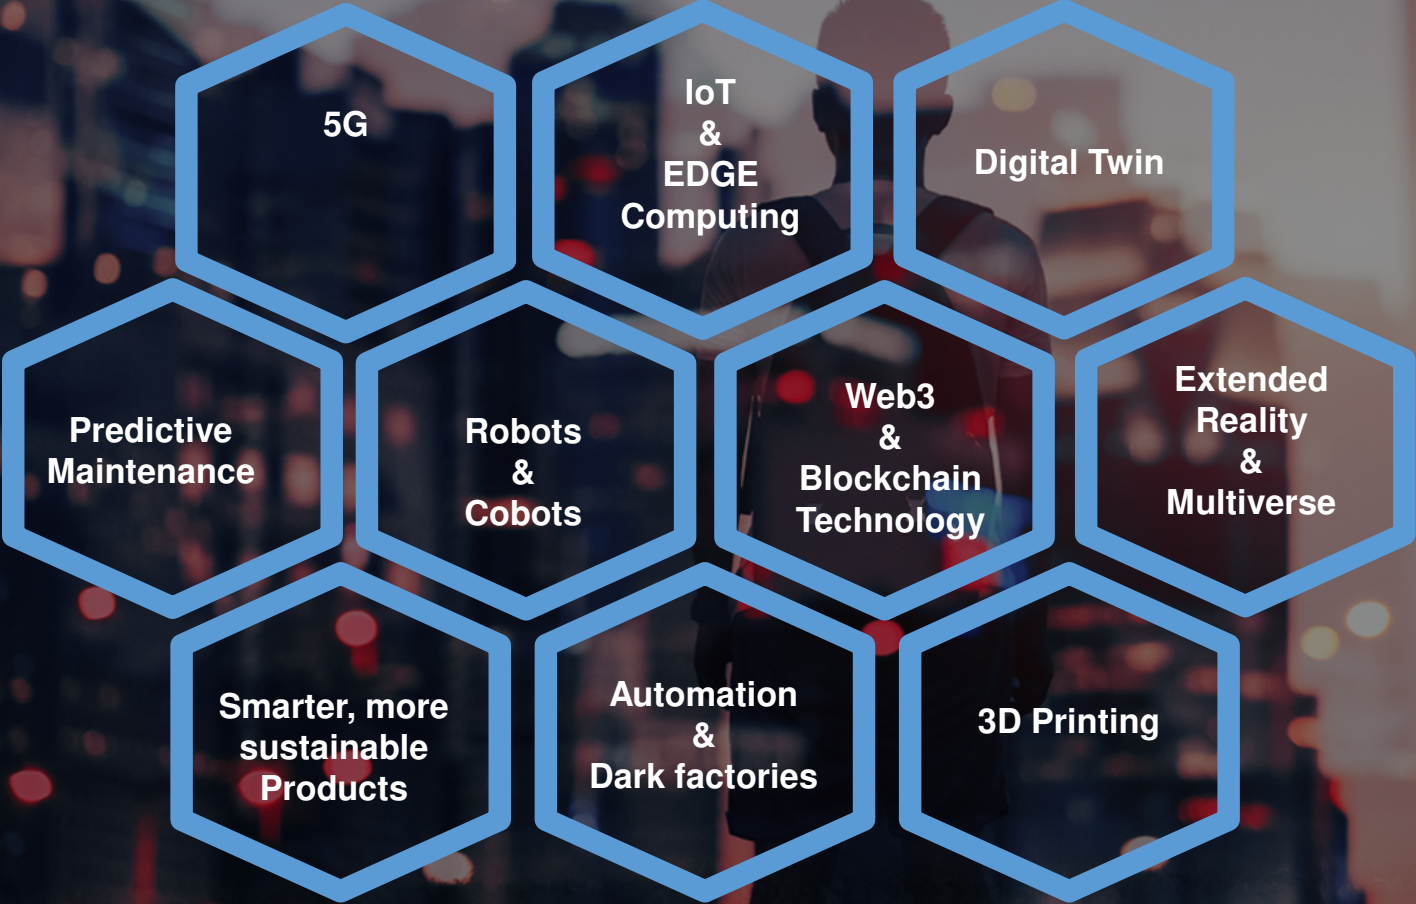 5G
IoT
&
EDGE
Computing
Digital Twin
Predictive
Maintenance
Robots
&
Cobots
Web3
&
Blockchain
Technology
Extended
Reality
&
Multiverse
Smarter, more
sustainable
Products
Automation
&
Dark factories
3D Printing